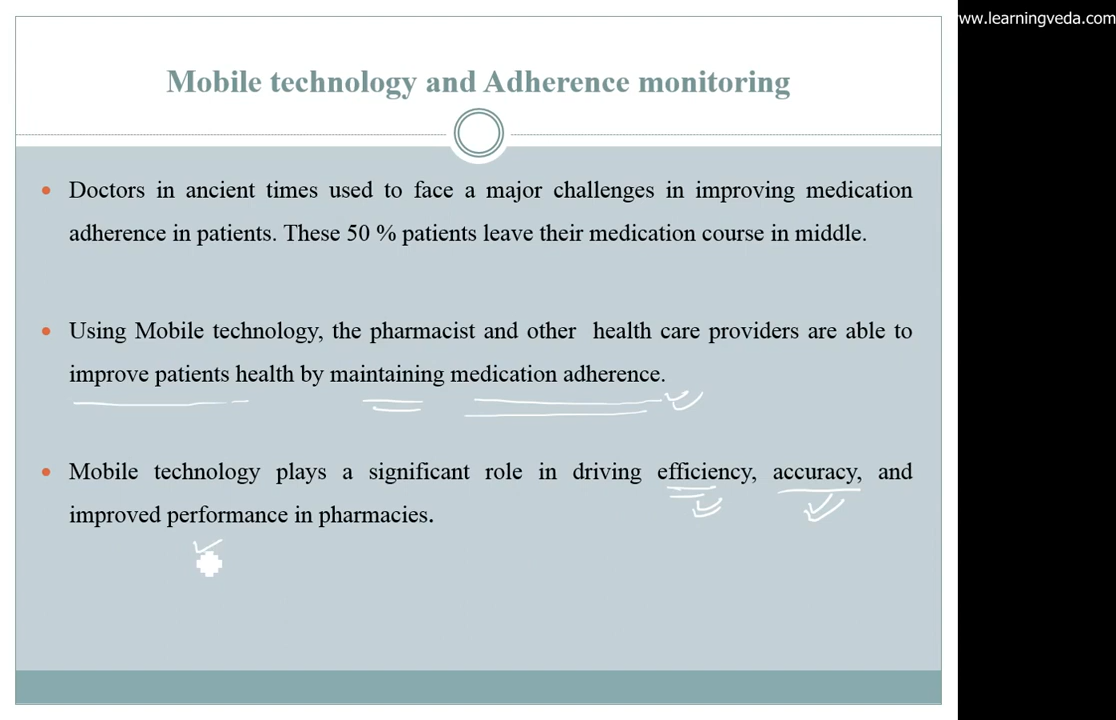 ww.learningveda.com
Mobile technology and Adherence monitoring
• Doctors in ancient times used to face a major challenges in improving medication
adherence in patients. These 50 % patients leave their medication course in middle.
• Using Mobile technology, the pharmacist and other health care providers are able to
improve patients health by maintaining medication adherence.
• Mobile technology plays a significant role in driving efficiency, accuracy, and
improved performance in pharmacies.